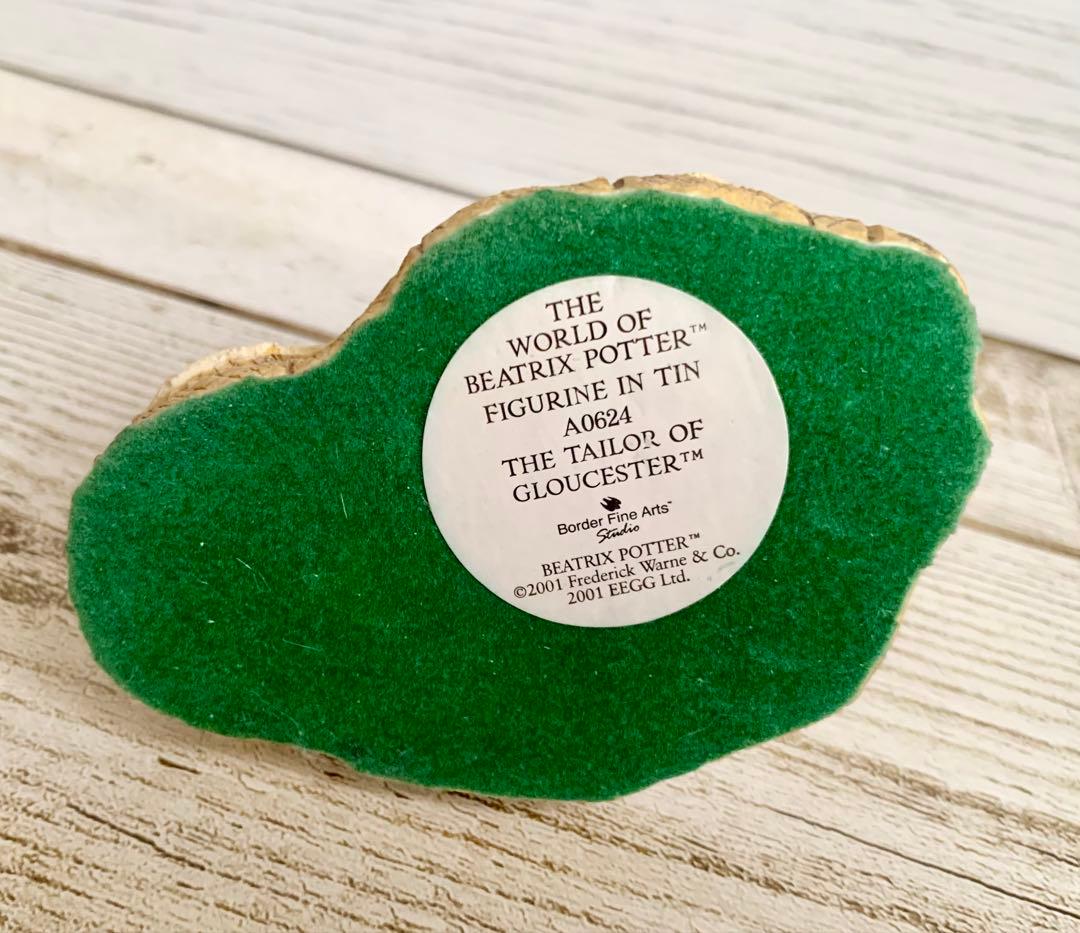 THE
WORLD OF
BEATRIX POTTER™
FIGURINE IN TIN
A0624
THE TAILOR OF
GLOUCESTER™
Border Fine Arts™
Studio
BEATRIX POTTER™
©2001 Frederick Warne & Co.
2001 EEGG Ltd.